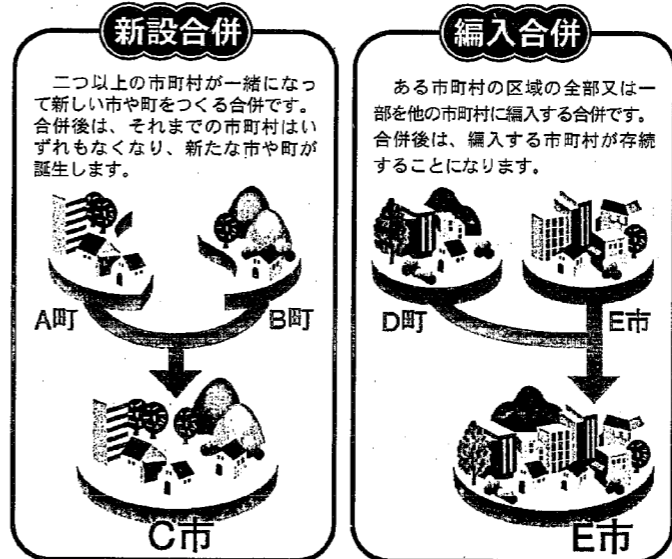 新設合併
　二つ以上の市町村が一緒になっ
て新しい市や町をつくる合併です。
合併後は、それまでの市町村はい
ずれもなくなり、新たな市や町が
誕生します。
A町
B町
C市
編入合併
　ある市町村の区域の全部又は一
部を他の市町村に編入する合併です。
合併後は、編入する市町村が存続
することになります。
D町
E市
E市